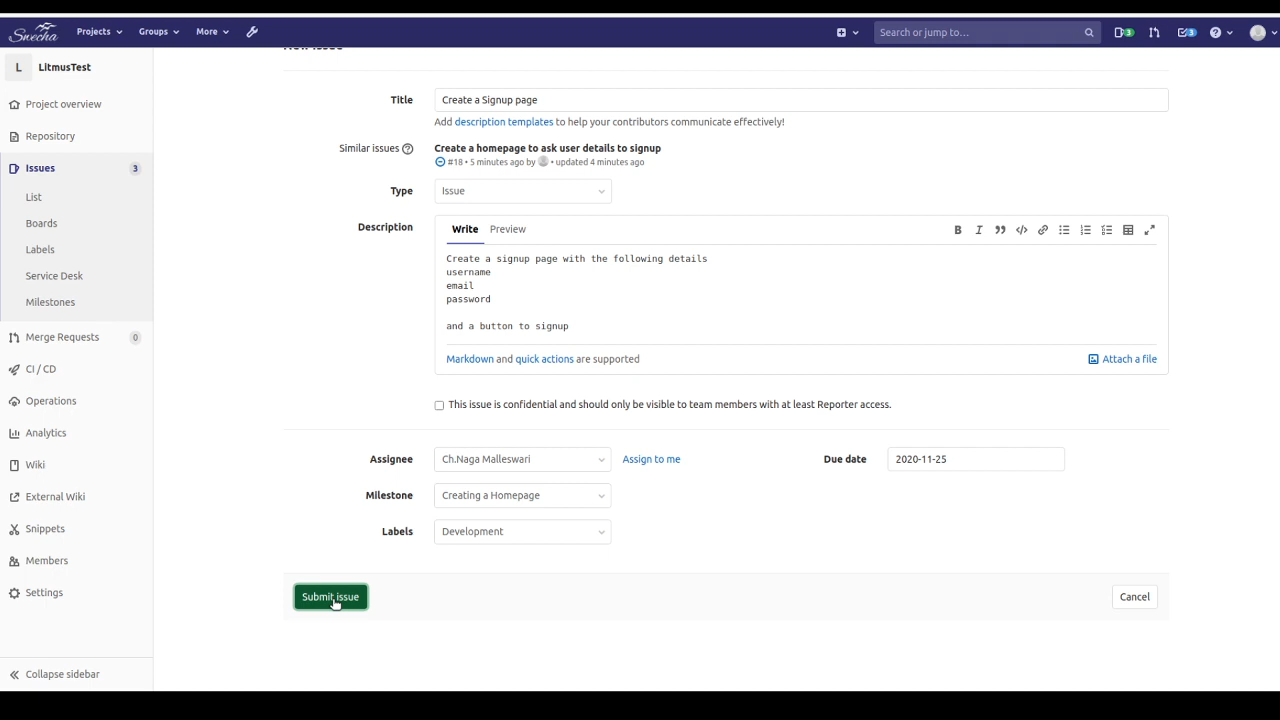 Swecha
Projects
Groups
More
Search or jump to...
3
3
L LitmusTest
Project overview
Repository
Issues 3
List
Boards
Labels
Service Desk
Milestones
Merge Requests 0
CI / CD
Operations
Analytics
Wiki
External Wiki
Snippets
Members
Settings
Collapse sidebar
New Issue
Title Create a Signup page
Add description templates to help your contributors communicate effectively!
Similar issues Create a homepage to ask user details to signup
#18 • 5 minutes ago by • updated 4 minutes ago
Type Issue
Description Write Preview
Create a signup page with the following details
username
email
password
and a button to signup
Markdown and quick actions are supported Attach a file
This issue is confidential and should only be visible to team members with at least Reporter access.
Assignee Ch.Naga Malleswari Assign to me Due date 2020-11-25
Milestone Creating a Homepage
Labels Development
Submit issue Cancel